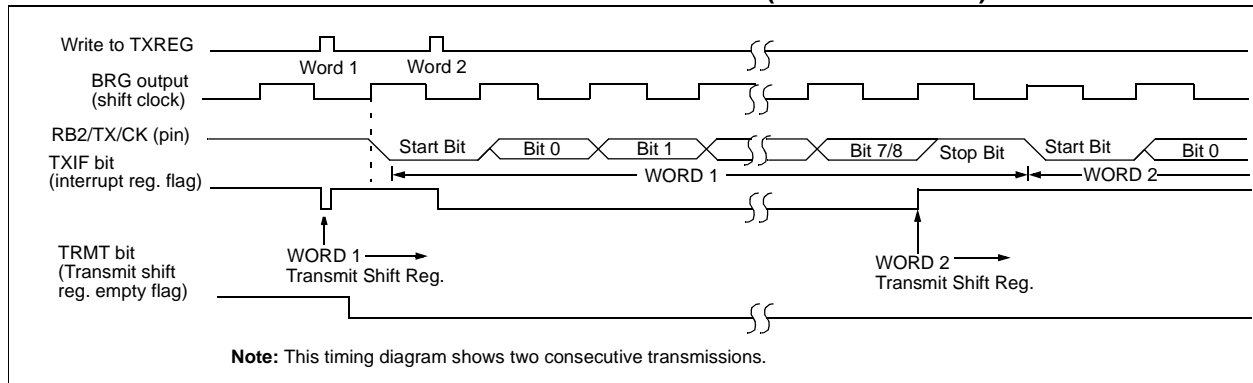 Write to TXREG
Word 1
Word 2
BRG output
(shift clock)
RB2/TX/CK (pin)
Start Bit
Bit 0
Bit 1
Bit 7/8
Stop Bit
Start Bit
Bit 0
TXIF bit
(interrupt reg. flag)
WORD 1
WORD 2
TRMT bit
(Transmit shift
reg. empty flag)
WORD 1
Transmit Shift Reg.
WORD 2
Transmit Shift Reg.
Note: This timing diagram shows two consecutive transmissions.